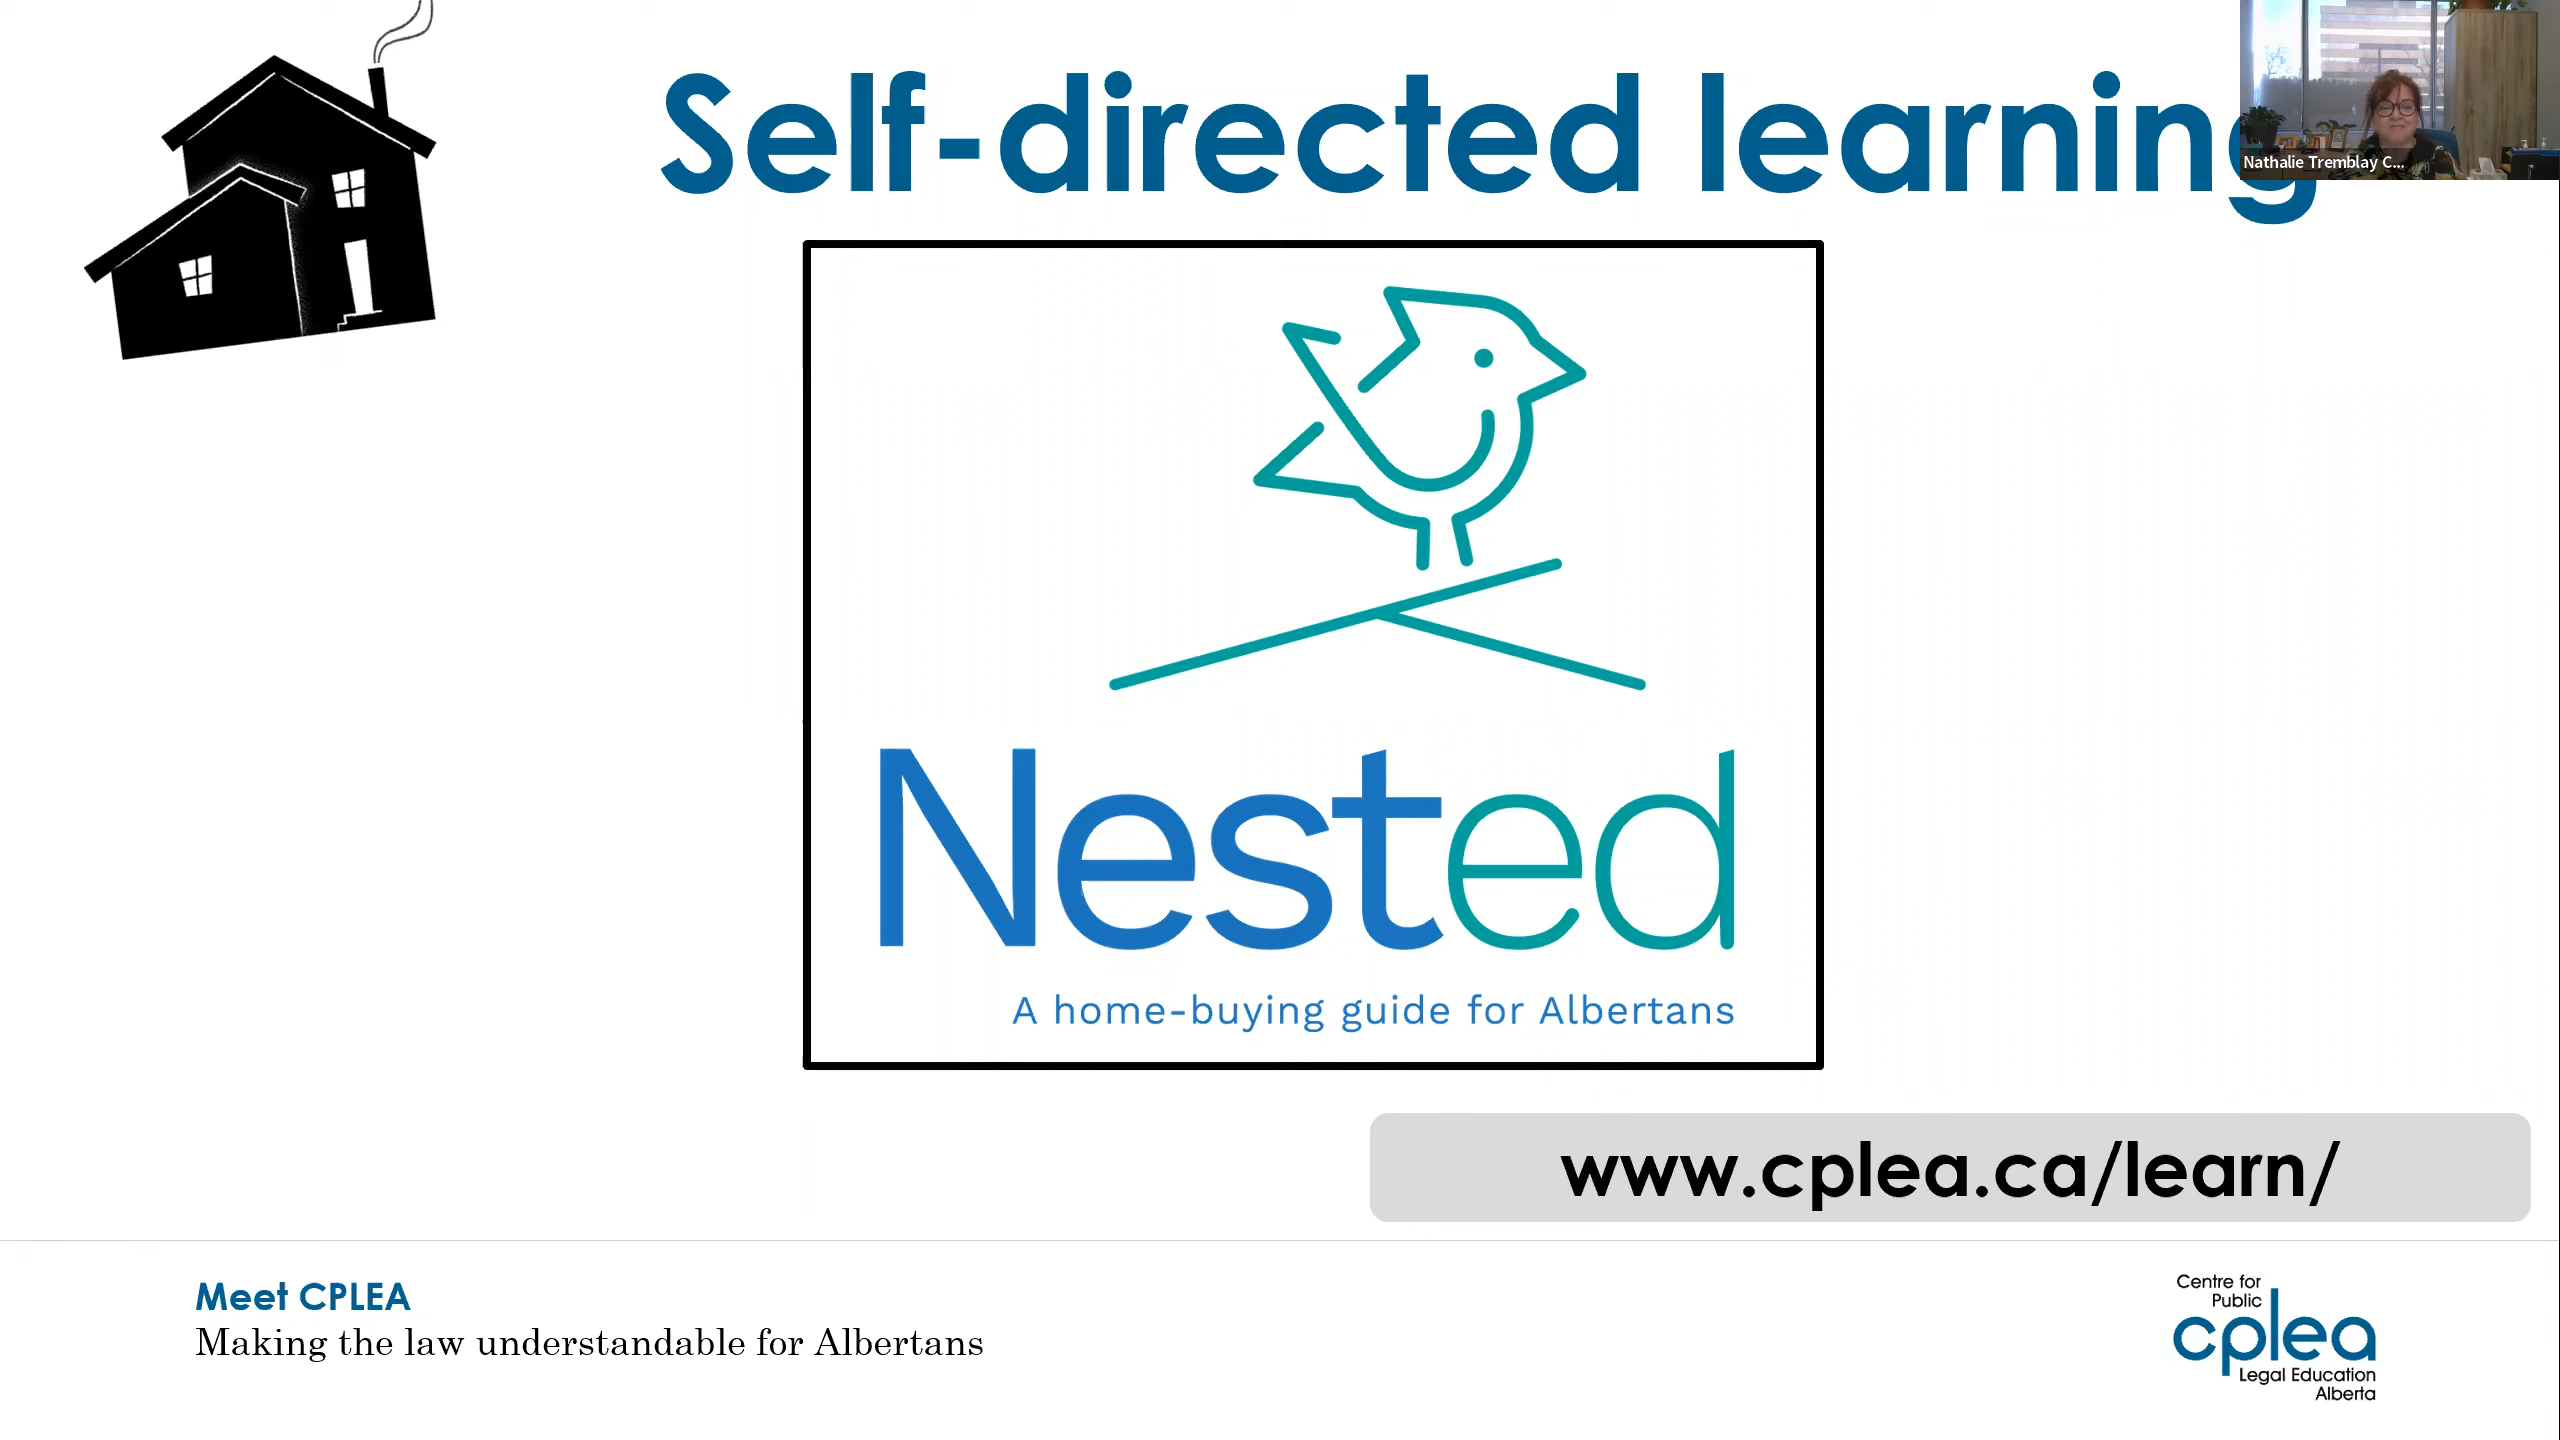 Self-directed learning
Nathalie Tremblay C...
Nested
A home-buying guide for Albertans
www.cplea.ca/learn/
Meet CPLEA
Making the law understandable for Albertans
Centre for
Public
cplea
Legal Education
Alberta